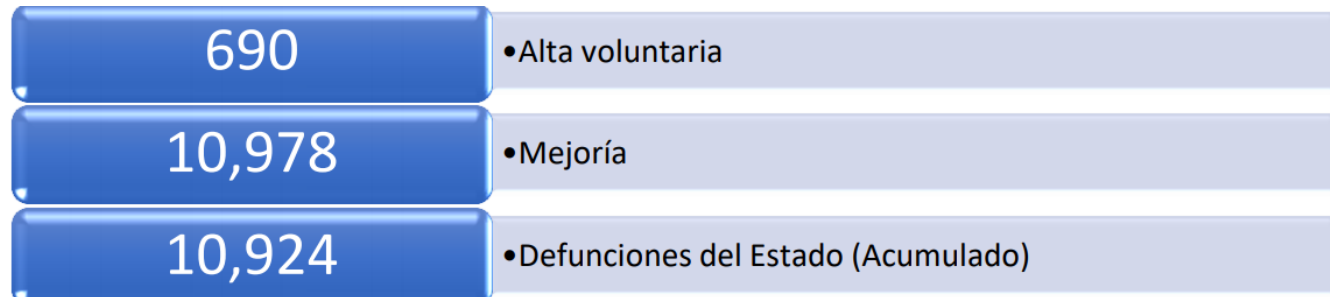 690 •Alta voluntaria
10,978 •Mejoría
10,924 •Defunciones del Estado (Acumulado)